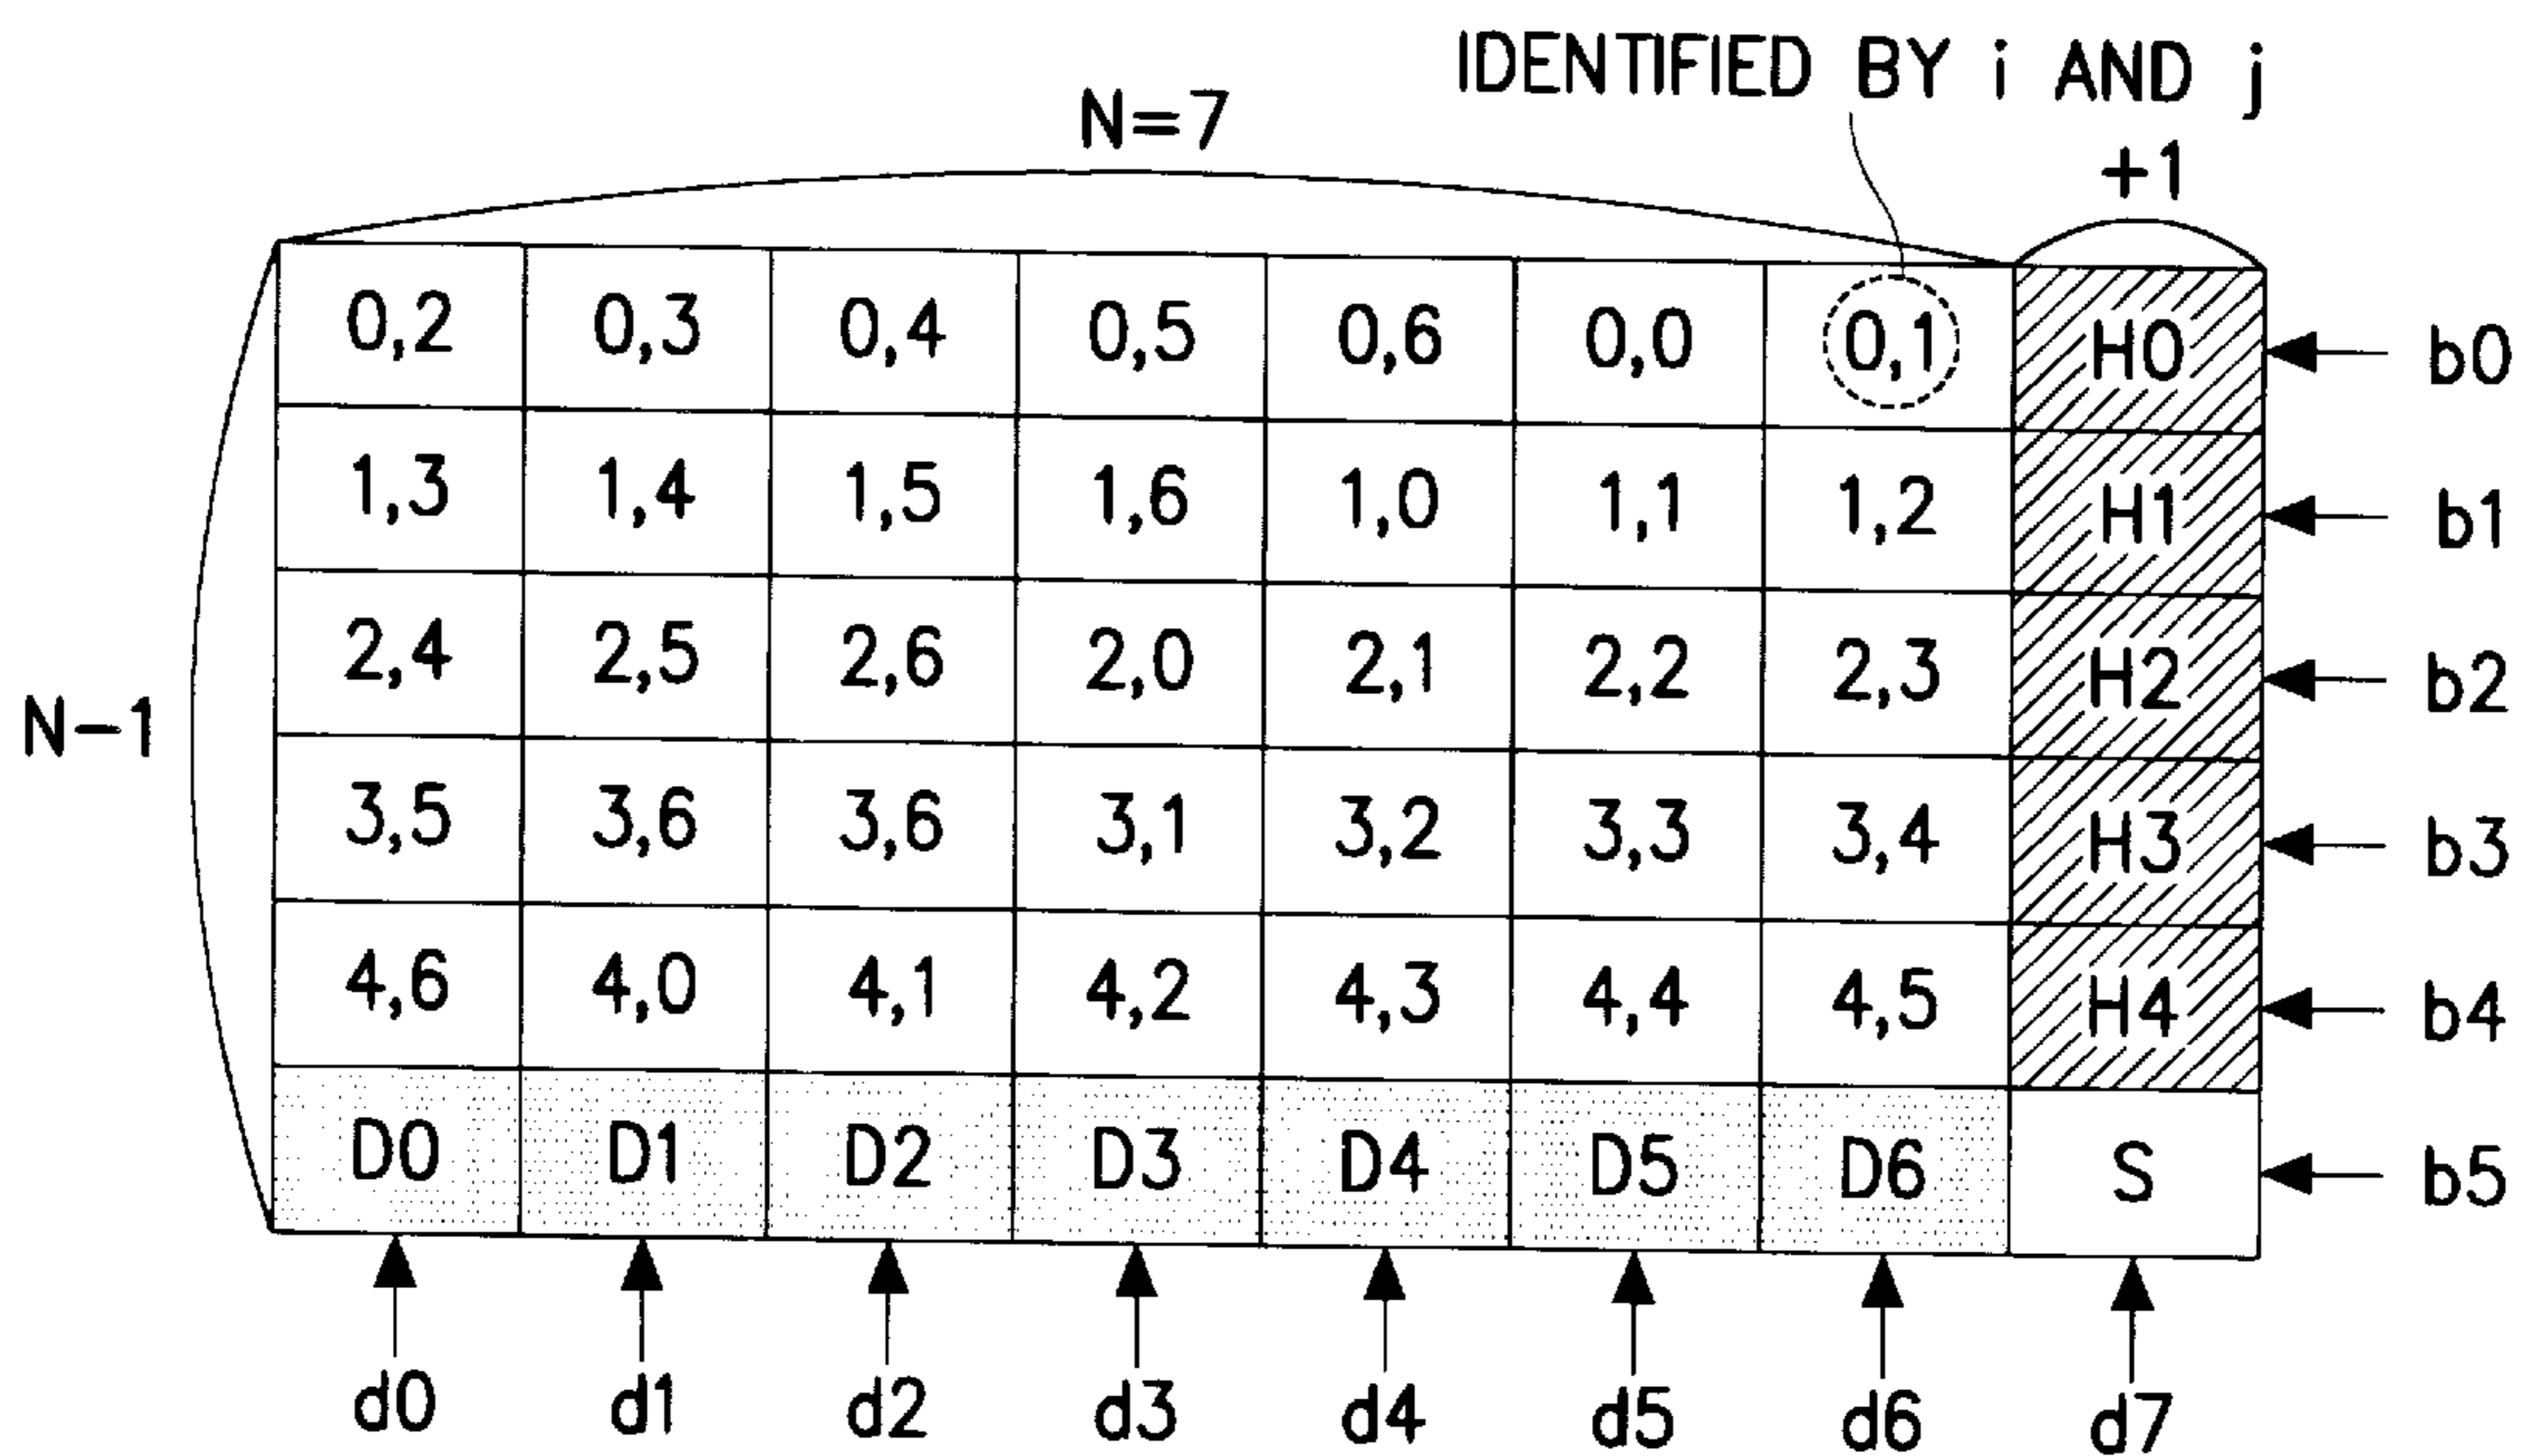 IDENTIFIED BY i AND j
N=7
+1
0,2 0,3 0,4 0,5 0,6 0,0 0,1 H0 b0
1,3 1,4 1,5 1,6 1,0 1,1 1,2 H1 b1
2,4 2,5 2,6 2,0 2,1 2,2 2,3 H2 b2
N-1
3,5 3,6 3,6 3,1 3,2 3,3 3,4 H3 b3
4,6 4,0 4,1 4,2 4,3 4,4 4,5 H4 b4
D0 D1 D2 D3 D4 D5 D6 S b5
d0 d1 d2 d3 d4 d5 d6 d7